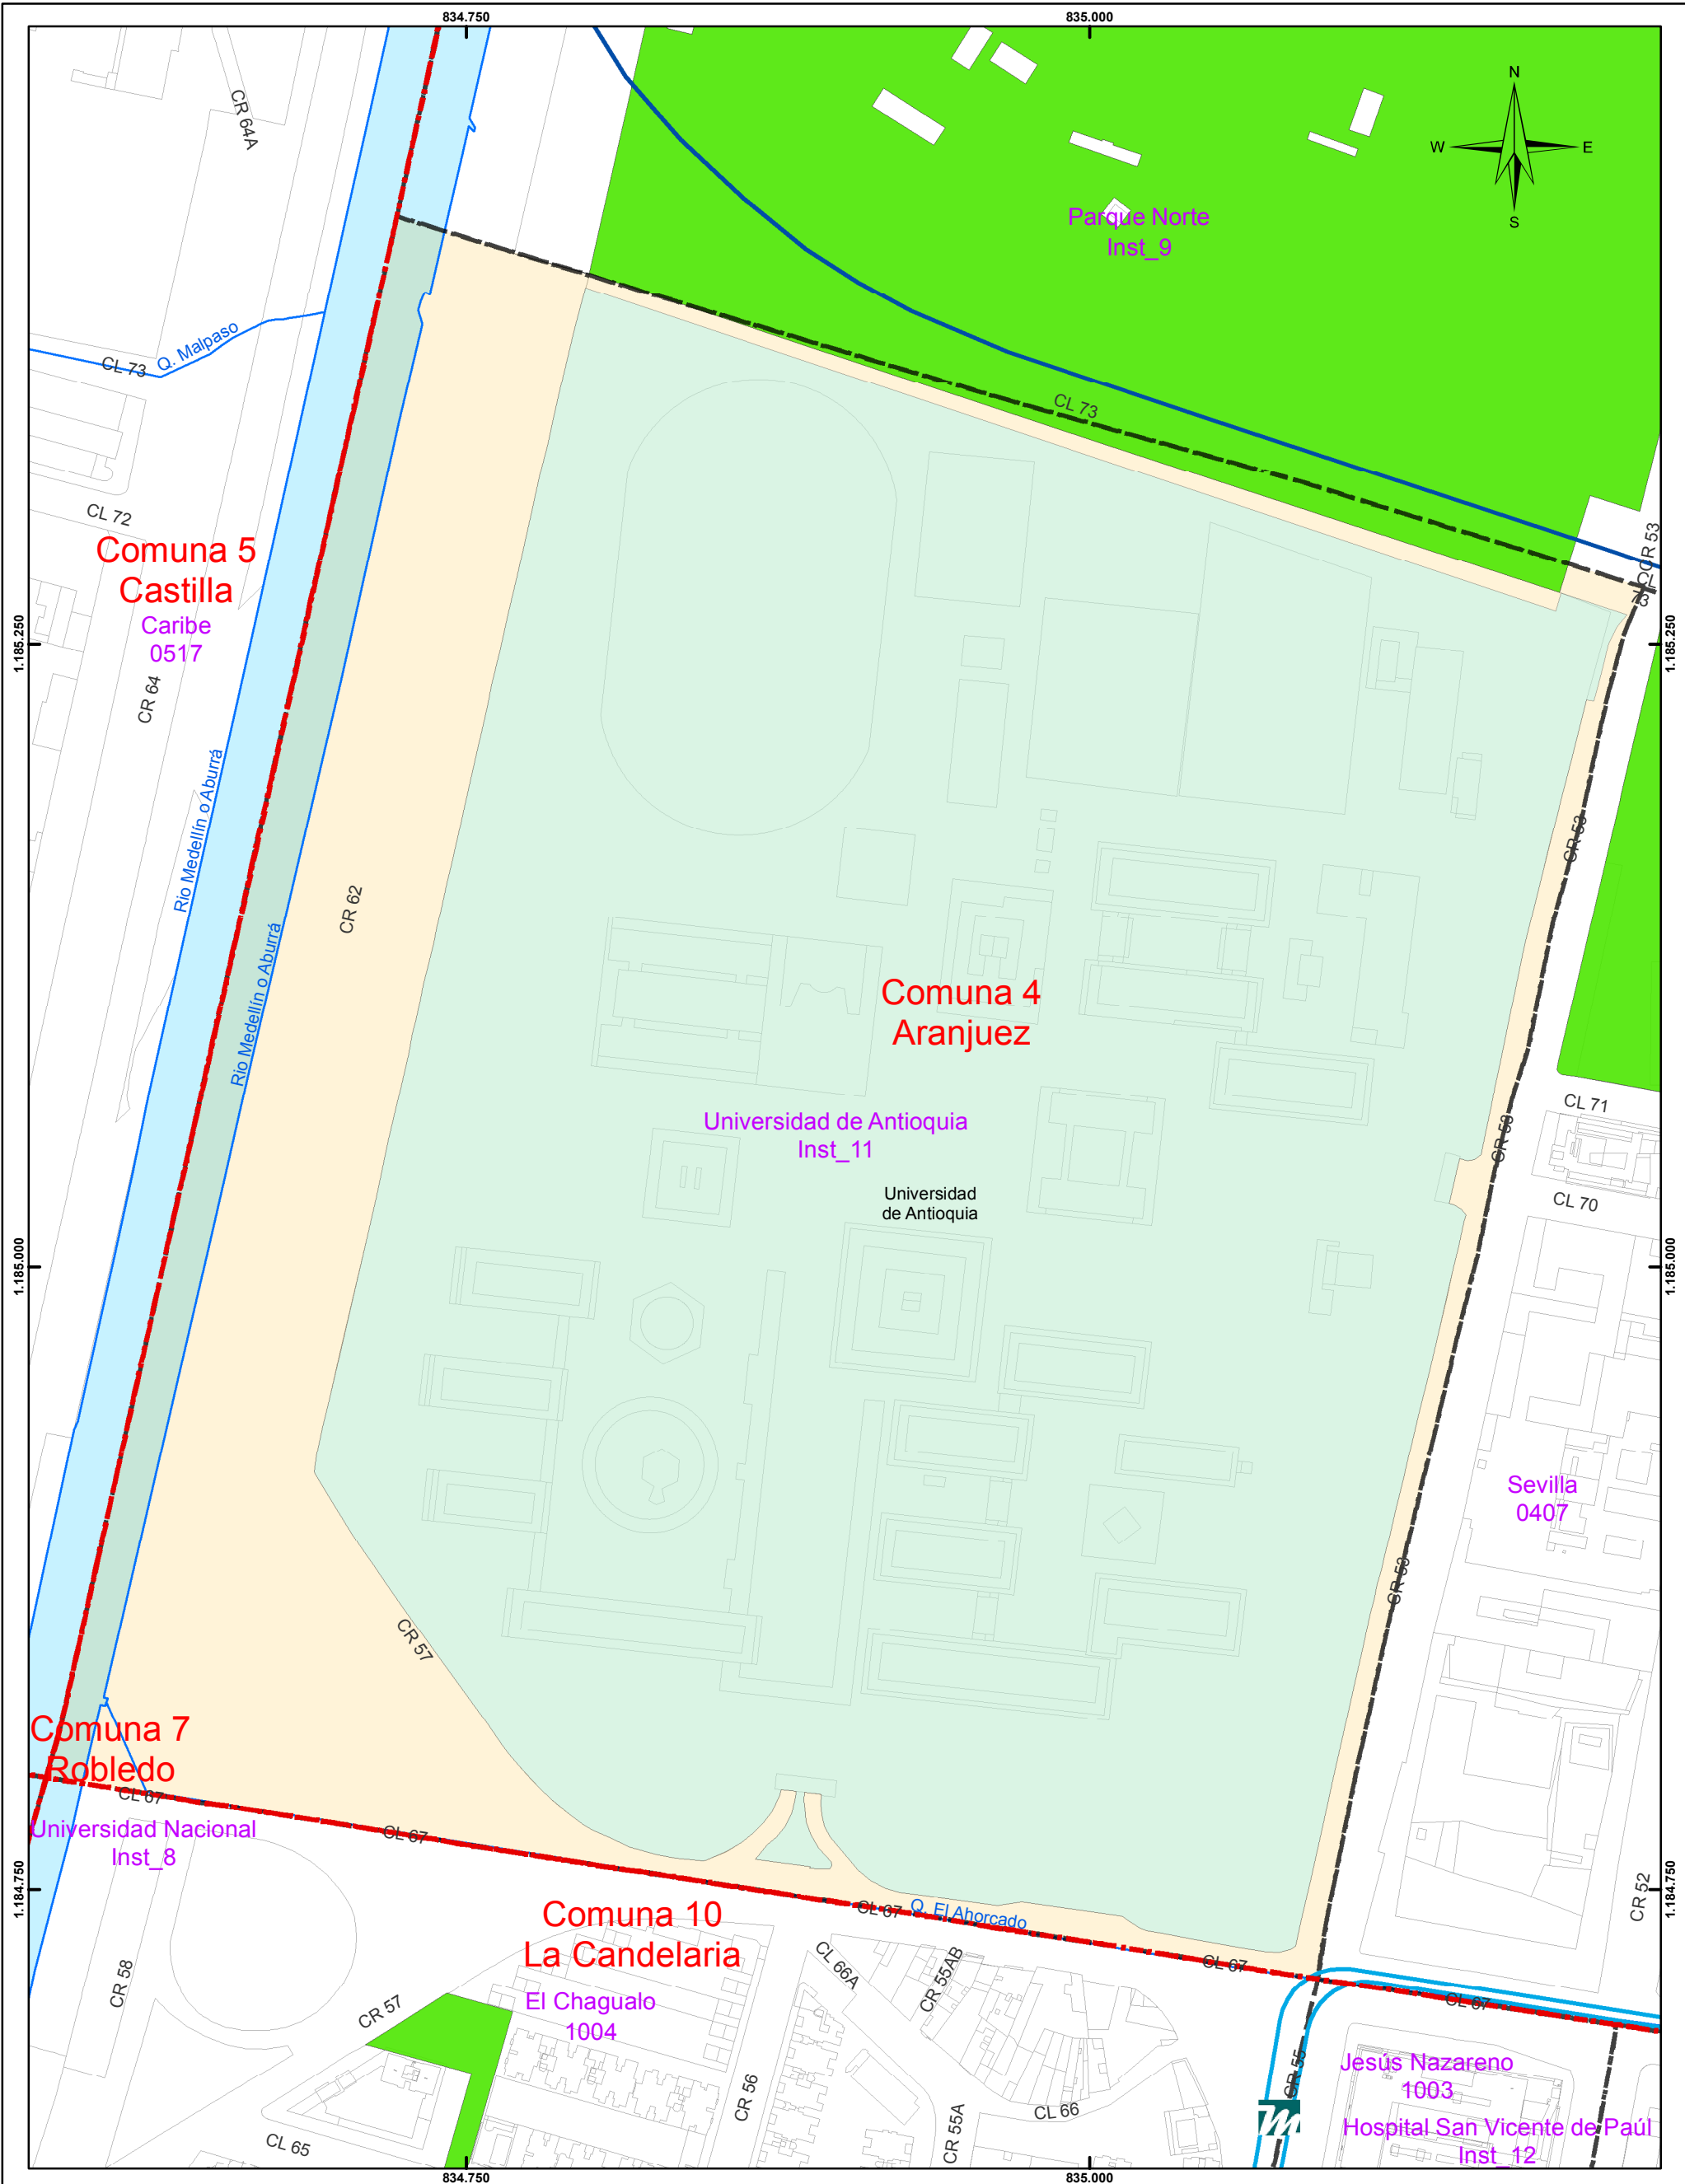 834.750
835.000
N
W
E
S
CR 64A
Parque Norte
Inst_9
Q. Malpaso
CL 73
CL 73
CL 72
Comuna 5
Castilla
Caribe
0517
CR 53
CL
73
1.185.250
1.185.250
CR 64
Rio Medellín o Aburrá
CR 62
CR 53
Rio Medellín o Aburrá
Comuna 4
Aranjuez
Universidad de Antioquia
Inst_11
CL 71
CR 53
Universidad
de Antioquia
CL 70
1.185.000
1.185.000
Sevilla
0407
CR 53
CR 57
Comuna 7
Robledo
CL 67
Universidad Nacional
Inst_8
CL 67
1.184.750
1.184.750
CR 52
Comuna 10
La Candelaria
CL 67
Q. El Ahorcado
CL 67
CL 66A
CR 55AB
CR 58
CR 57
El Chagualo
1004
CL 67
CR 55
Jesús Nazareno
1003
CR 56
CR 55A
CL 66
m
Hospital San Vicente de Paúl
Inst_12
CL 65
834.750
835.000